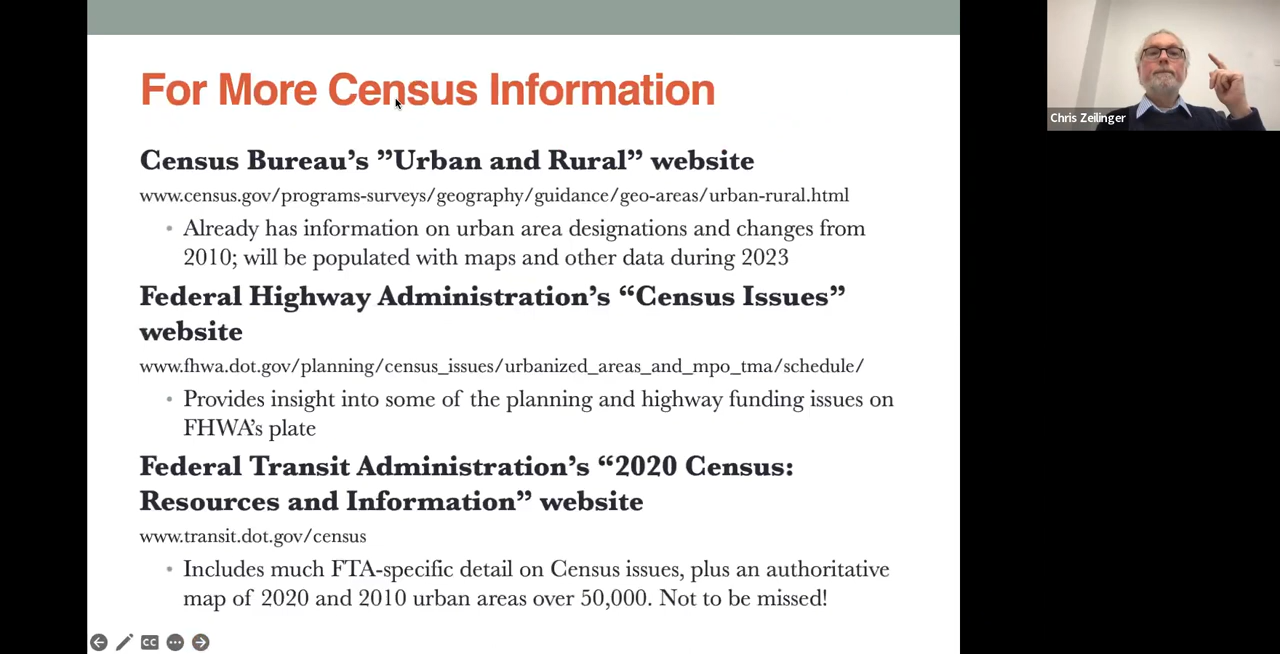 For More Census Information
Chris Zeilinger
Census Bureau’s ”Urban and Rural” website
www.census.gov/programs-surveys/geography/guidance/geo-areas/urban-rural.html
• Already has information on urban area designations and changes from
2010; will be populated with maps and other data during 2023
Federal Highway Administration’s “Census Issues”
website
www.fhwa.dot.gov/planning/census_issues/urbanized_areas_and_mpo_tma/schedule/
• Provides insight into some of the planning and highway funding issues on
FHWA’s plate
Federal Transit Administration’s “2020 Census:
Resources and Information” website
www.transit.dot.gov/census
• Includes much FTA-specific detail on Census issues, plus an authoritative
map of 2020 and 2010 urban areas over 50,000. Not to be missed!
CC